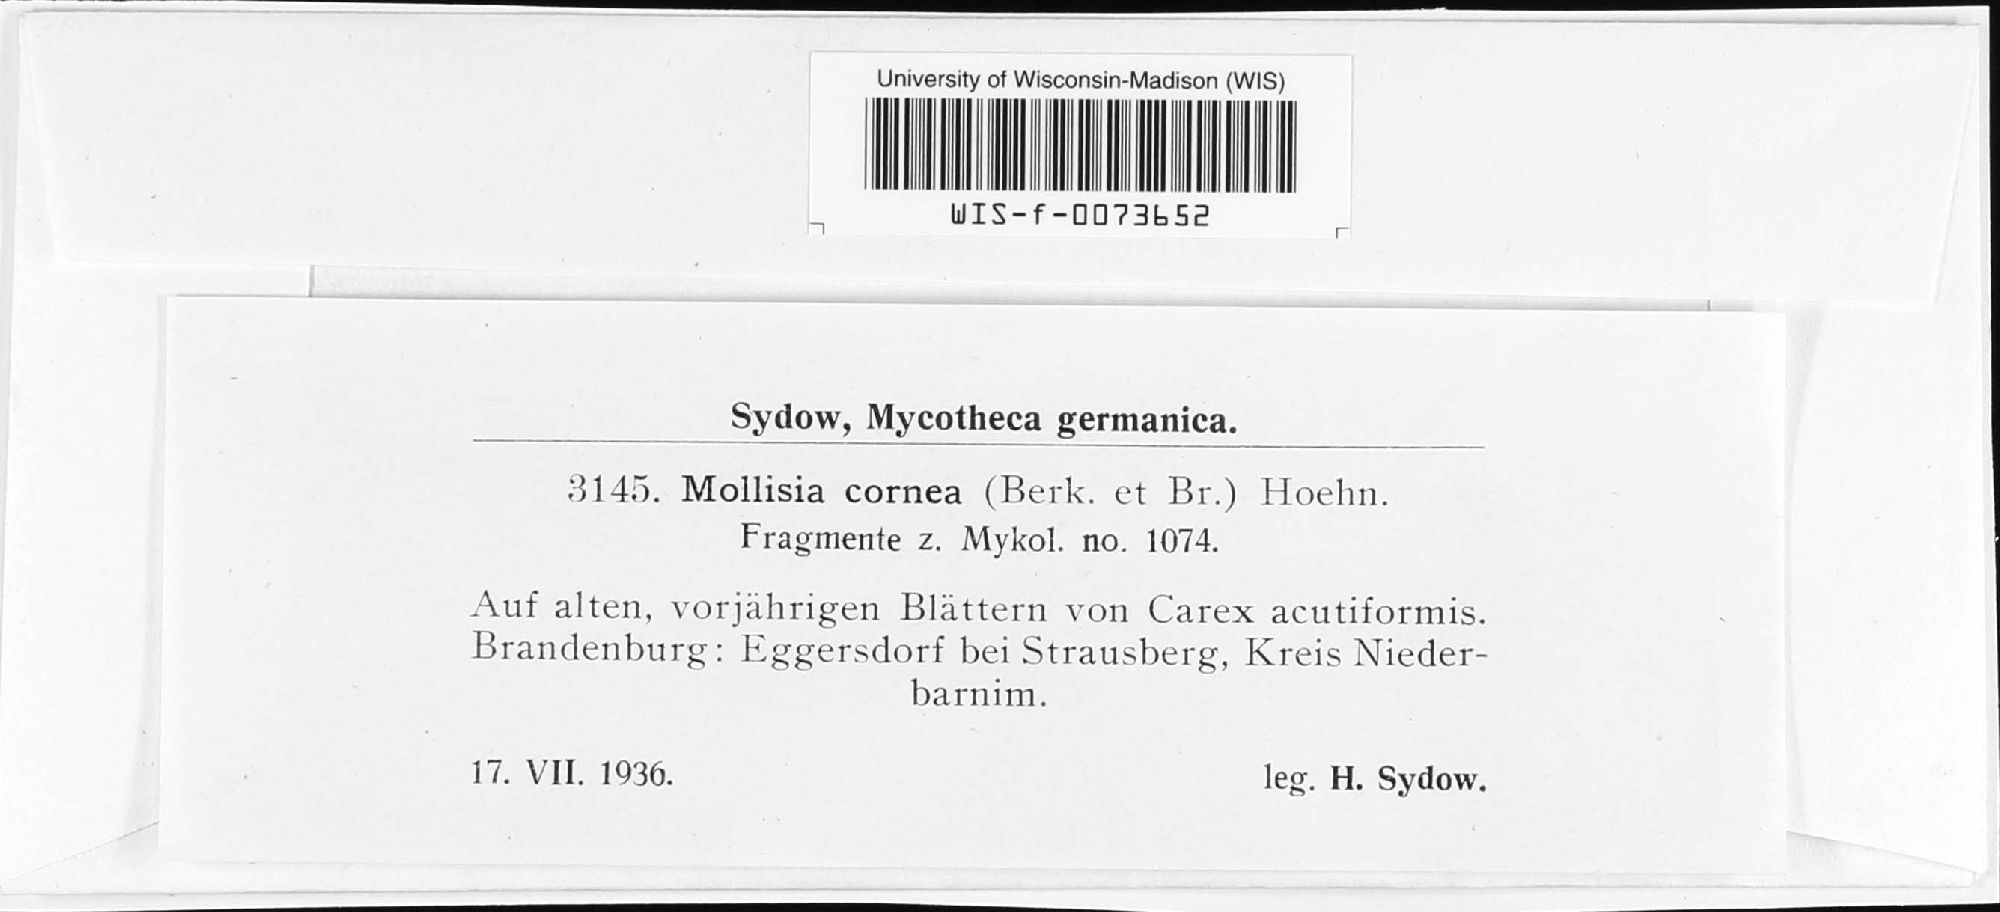 University of Wisconsin-Madison (WIS)
WIS-f-0073652
Sydow, Mycotheca germanica.
3145. Mollisia cornea (Berk. et Br.) Hoehn.
Fragmente z. Mykol. no. 1074.
Auf alten, vorjährigen Blättern von Carex acutiformis.
Brandenburg: Eggersdorf bei Strausberg, Kreis Nieder-
barnim.
17. VII. 1936. leg. H. Sydow.